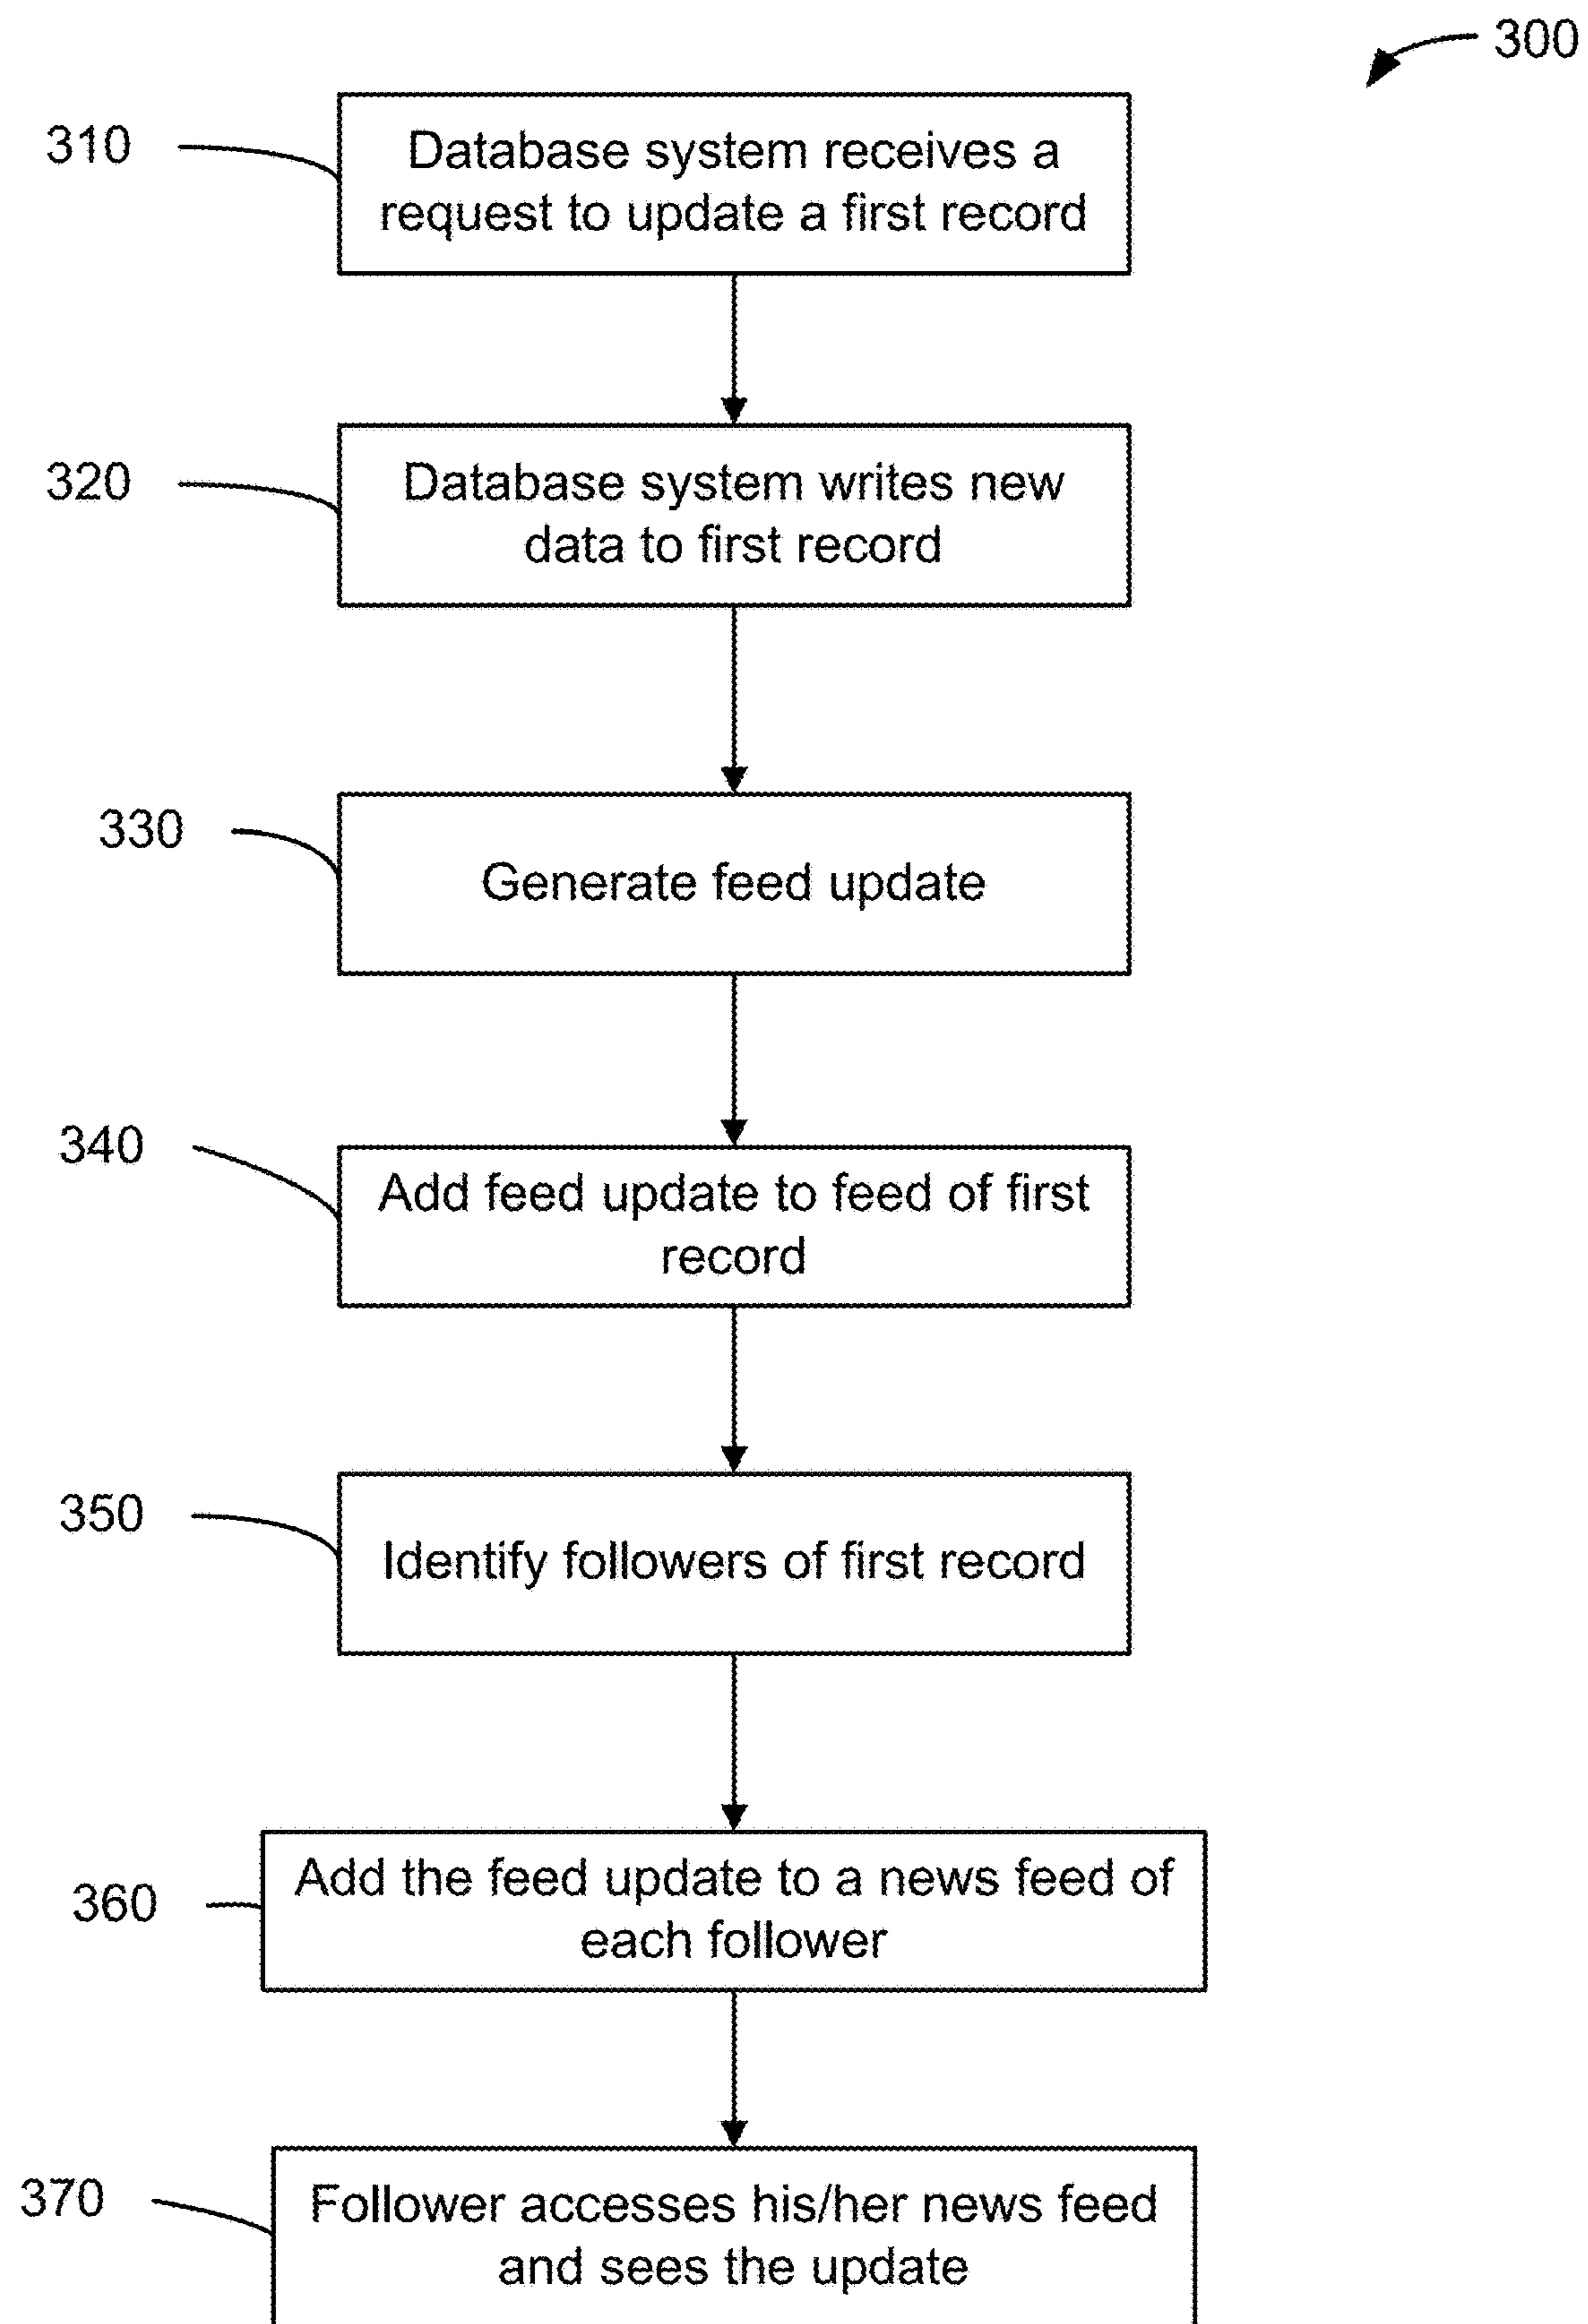 300
310
Database system receives a
request to update a first record
320
Database system writes new
data to first record
330
Generate feed update
340
Add feed update to feed of first
record
350
Identify followers of first record
360
Add the feed update to a news feed of
each follower
370
Follower accesses his/her news feed
and sees the update